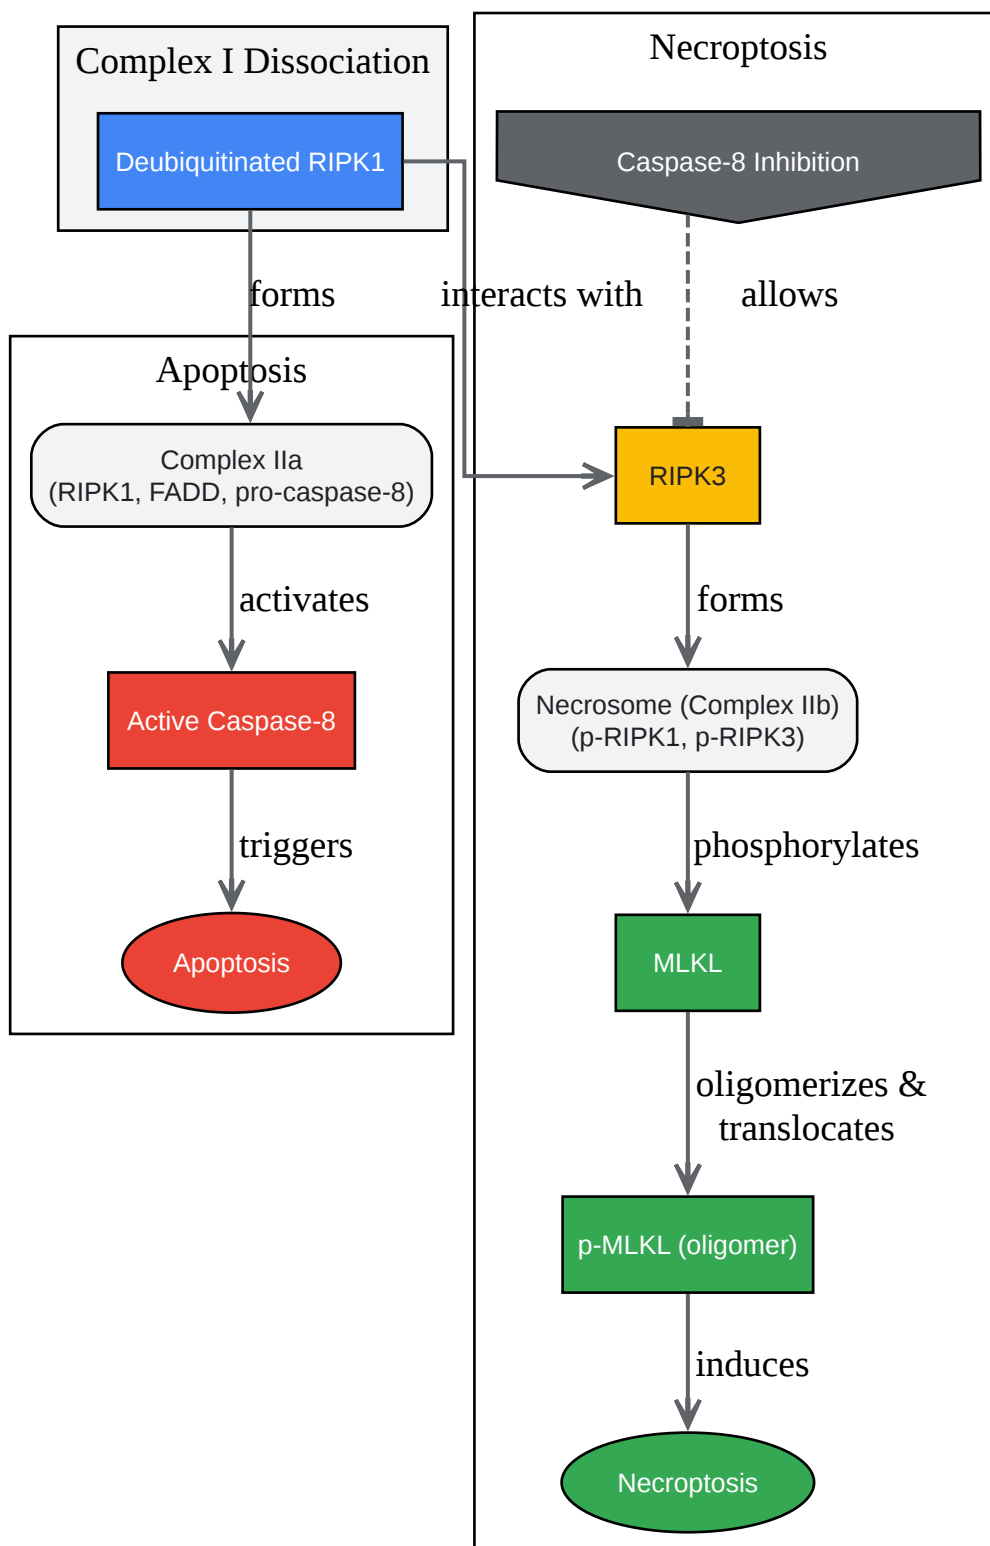 Complex I Dissociation
Deubiquitinated RIPK1
Necroptosis
Caspase-8 Inhibition
forms
interacts with
allows
Apoptosis
Complex IIa
(RIPK1, FADD, pro-caspase-8)
RIPK3
activates
forms
Active Caspase-8
Necrosome (Complex IIb)
(p-RIPK1, p-RIPK3)
triggers
phosphorylates
Apoptosis
MLKL
oligomerizes &
translocates
p-MLKL (oligomer)
induces
Necroptosis